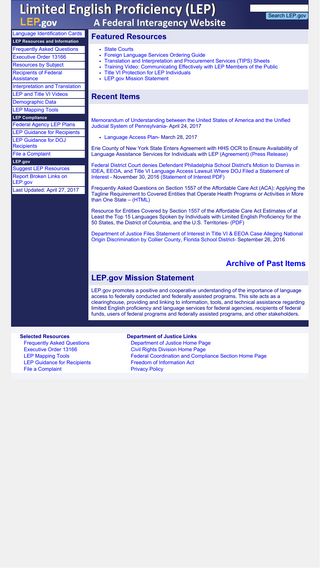 Limited English Proficiency (LEP)
LEP.gov A Federal Interagency Website
Search LEP.gov
Language Identification Cards
LEP Resources and Information
Frequently Asked Questions
Executive Order 13166
Resources by Subject
Recipients of Federal
Assistance
Interpretation and Translation
LEP and Title VI Videos
Demographic Data
LEP Mapping Tools
LEP Compliance
Federal Agency LEP Plans
LEP Guidance for Recipients
LEP Guidance for DOJ
Recipients
File a Complaint
LEP.gov
Suggest LEP Resources
Report Broken Links on
LEP.gov
Last Updated: April 27, 2017
Featured Resources
State Courts
Foreign Language Services Ordering Guide
Translation and Interpretation and Procurement Services (TIPS) Sheets
Training Video: Communicating Effectively with LEP Members of the Public
Title VI Protection for LEP Individuals
LEP.gov Mission Statement
Recent Items
Memorandum of Understanding between the United States of America and the Unified
Judicial System of Pennsylvania- April 24, 2017
Language Access Plan- March 28, 2017
Erie County of New York State Enters Agreement with HHS OCR to Ensure Availability of
Language Assistance Services for Individuals with LEP (Agreement) (Press Release)
Federal District Court denies Defendant Philadelphia School District's Motion to Dismiss in
IDEA, EEOA, and Title VI Language Access Lawsuit Where DOJ Filed a Statement of
Interest - November 30, 2016 (Statement of Interest PDF)
Frequently Asked Questions on Section 1557 of the Affordable Care Act (ACA): Applying the
Tagline Requirement to Covered Entities that Operate Health Programs or Activities in More
than One State – (HTML)
Resource for Entities Covered by Section 1557 of the Affordable Care Act Estimates of at
Least the Top 15 Languages Spoken by Individuals with Limited English Proficiency for the
50 States, the District of Columbia, and the U.S. Territories- (PDF)
Department of Justice Files Statement of Interest in Title VI & EEOA Case Alleging National
Origin Discrimination by Collier County, Florida School District- September 26, 2016
Archive of Past Items
LEP.gov Mission Statement
LEP.gov promotes a positive and cooperative understanding of the importance of language
access to federally conducted and federally assisted programs. This site acts as a
clearinghouse, providing and linking to information, tools, and technical assistance regarding
limited English proficiency and language services for federal agencies, recipients of federal
funds, users of federal programs and federally assisted programs, and other stakeholders.
Selected Resources
Frequently Asked Questions
Executive Order 13166
LEP Mapping Tools
LEP Guidance for Recipients
File a Complaint
Department of Justice Links
Department of Justice Home Page
Civil Rights Division Home Page
Federal Coordination and Compliance Section Home Page
Freedom of Information Act
Privacy Policy